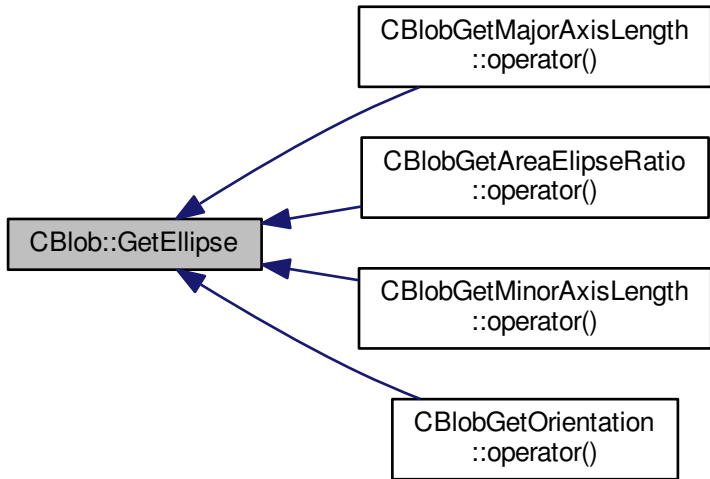 CBlobGetMajorAxisLength
::operator()
CBlobGetAreaElipseRatio
::operator()
CBlob::GetEllipse
CBlobGetMinorAxisLength
::operator()
CBlobGetOrientation
::operator()